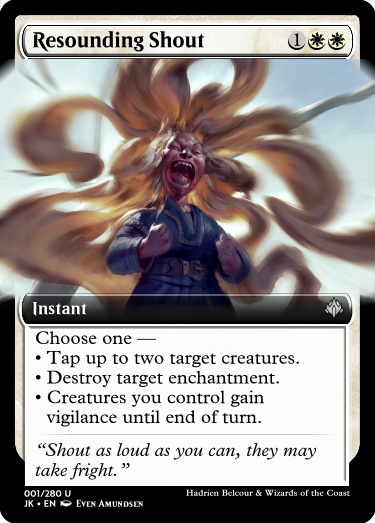 Resounding Shout 1
Instant
Choose one —
• Tap up to two target creatures.
• Destroy target enchantment.
• Creatures you control gain
vigilance until end of turn.
“Shout as loud as you can, they may
take fright.”
001/280 U
JK • EN Even Amundsen
Hadrien Belcour & Wizards of the Coast